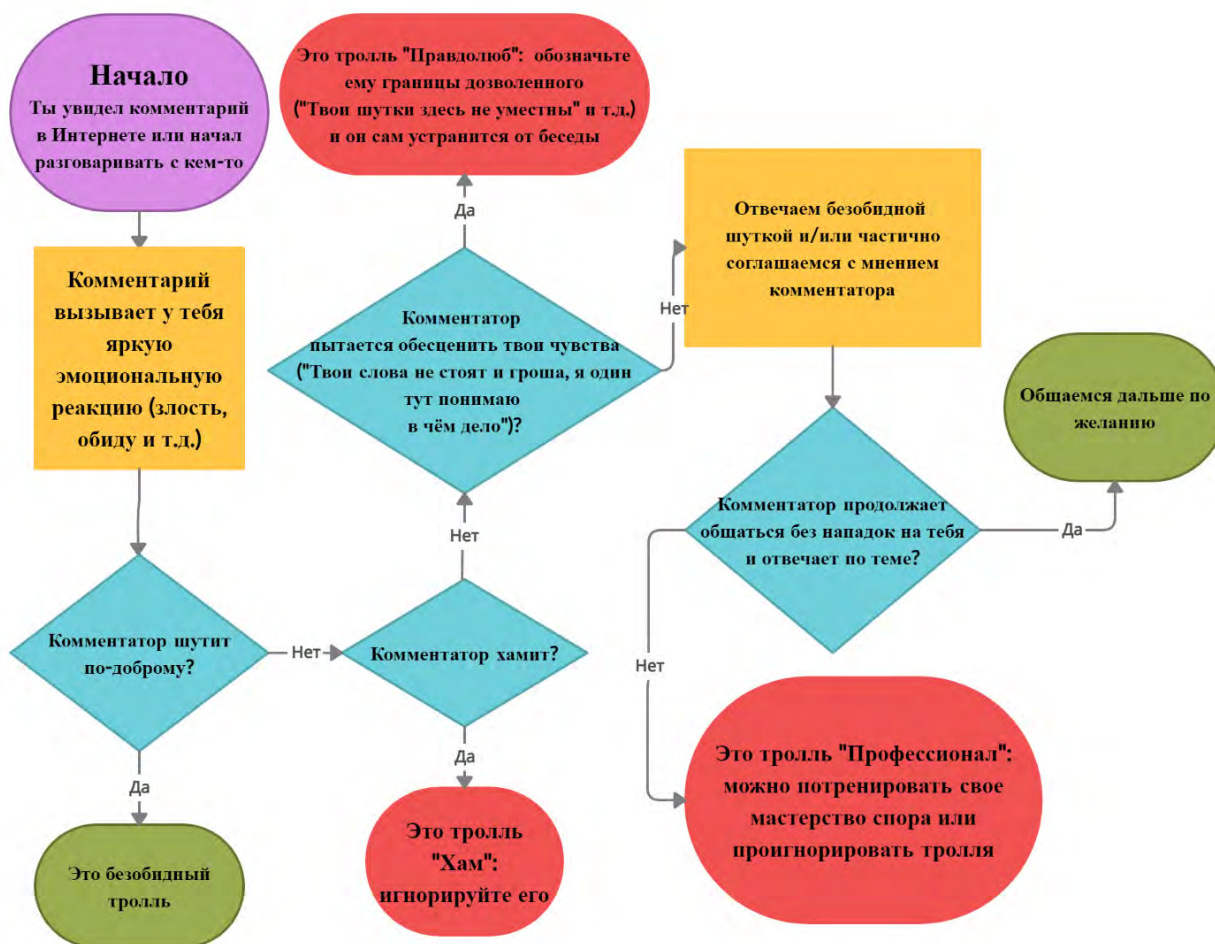 Начало
Ты увидел комментарий
в Интернете или начал
разговаривать с кем-то
Комментарий
вызывает у тебя
яркую
эмоциональную
реакцию (злость,
обиду и т.д.)
Комментатор шутит
по-доброму?
Да
Это безобидный
тролль
Нет
Комментатор хамит?
Да
Это тролль
"Хам":
игнорируйте его
Нет
Комментатор
пытается обесценить твои чувства
("Твои слова не стоят и гроша, я один
тут понимаю
в чём дело")?
Да
Это тролль "Правдолюб": обозначьте
ему границы дозволенного
("Твои шутки здесь не уместны" и т.д.)
и он сам устранится от беседы
Нет
Отвечаем безобидной
шуткой и/или частично
соглашаемся с мнением
комментатора
Комментатор продолжает
общаться без нападок на тебя
и отвечает по теме?
Да
Общаемся дальше по
желанию
Нет
Это тролль "Профессионал":
можно потренировать свое
мастерство спора или
проигнорировать тролля